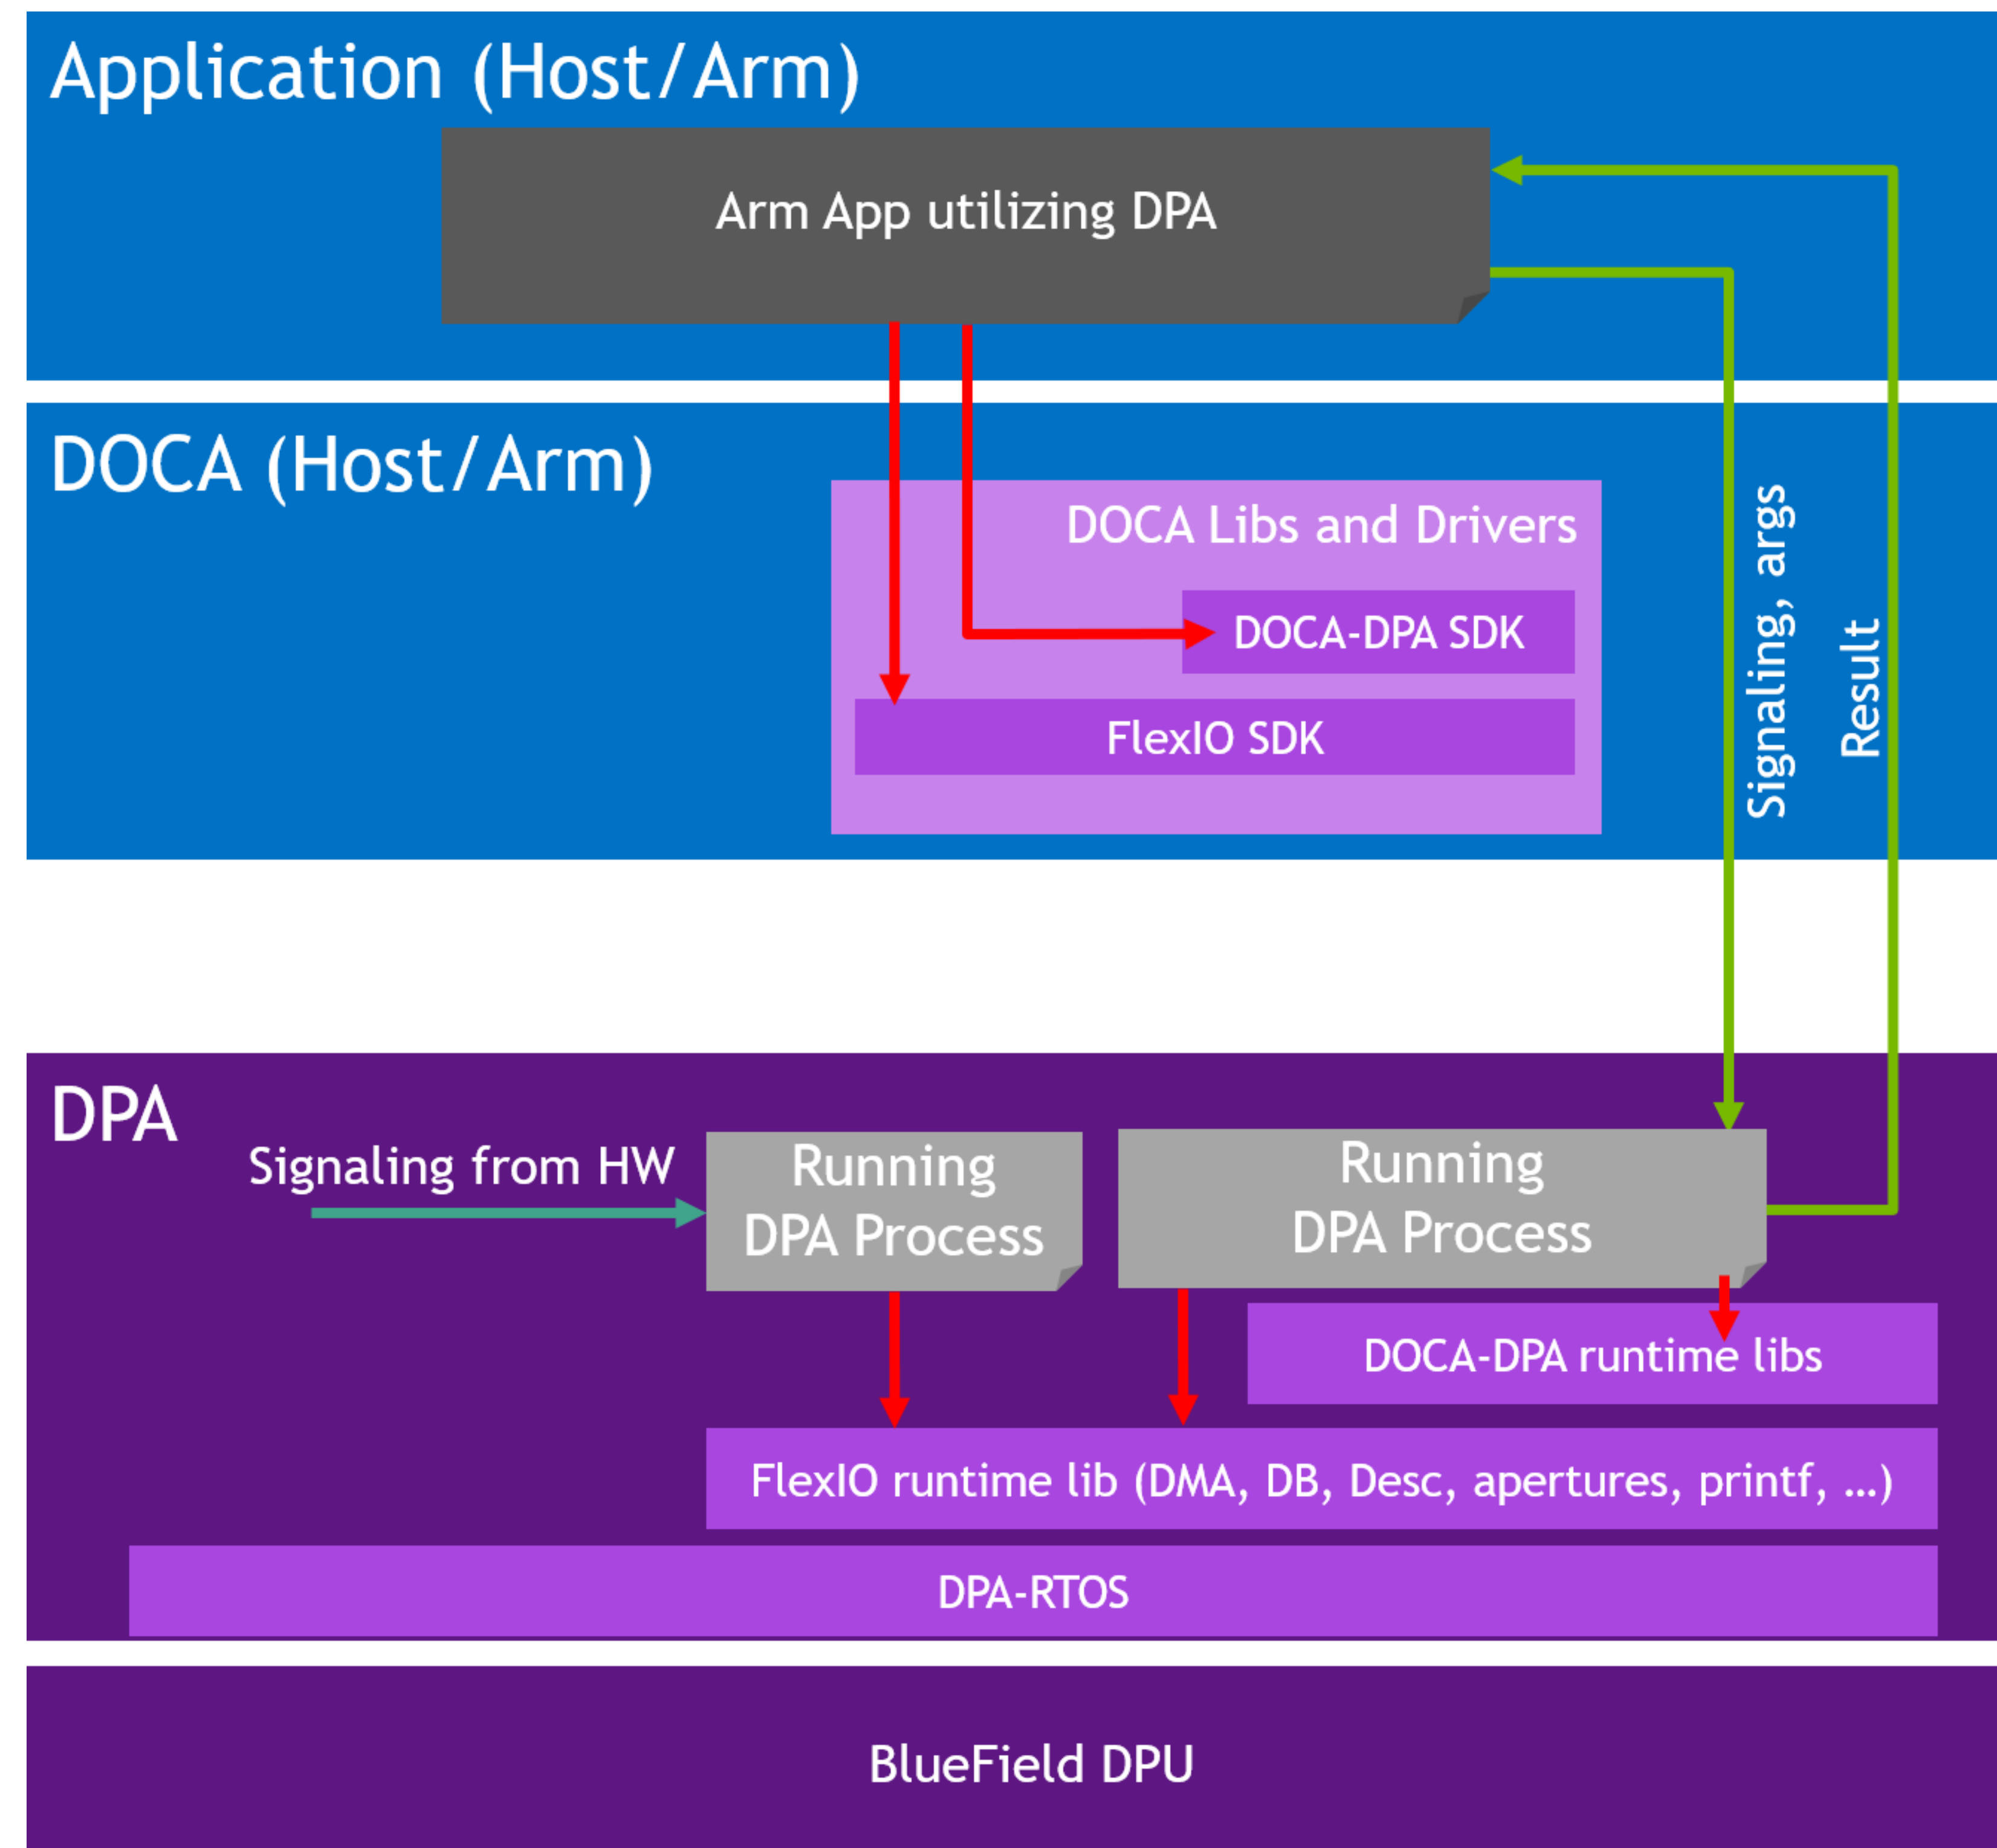 Application (Host/Arm)
Arm App utilizing DPA
DOCA (Host/Arm)
DOCA Libs and Drivers
DOCA-DPA SDK
FlexIO SDK
Signaling, args
Result
DPA
Signaling from HW
Running
DPA Process
Running
DPA Process
DOCA-DPA runtime libs
FlexIO runtime lib (DMA, DB, Desc, apertures, printf, …)
DPA-RTOS
BlueField DPU